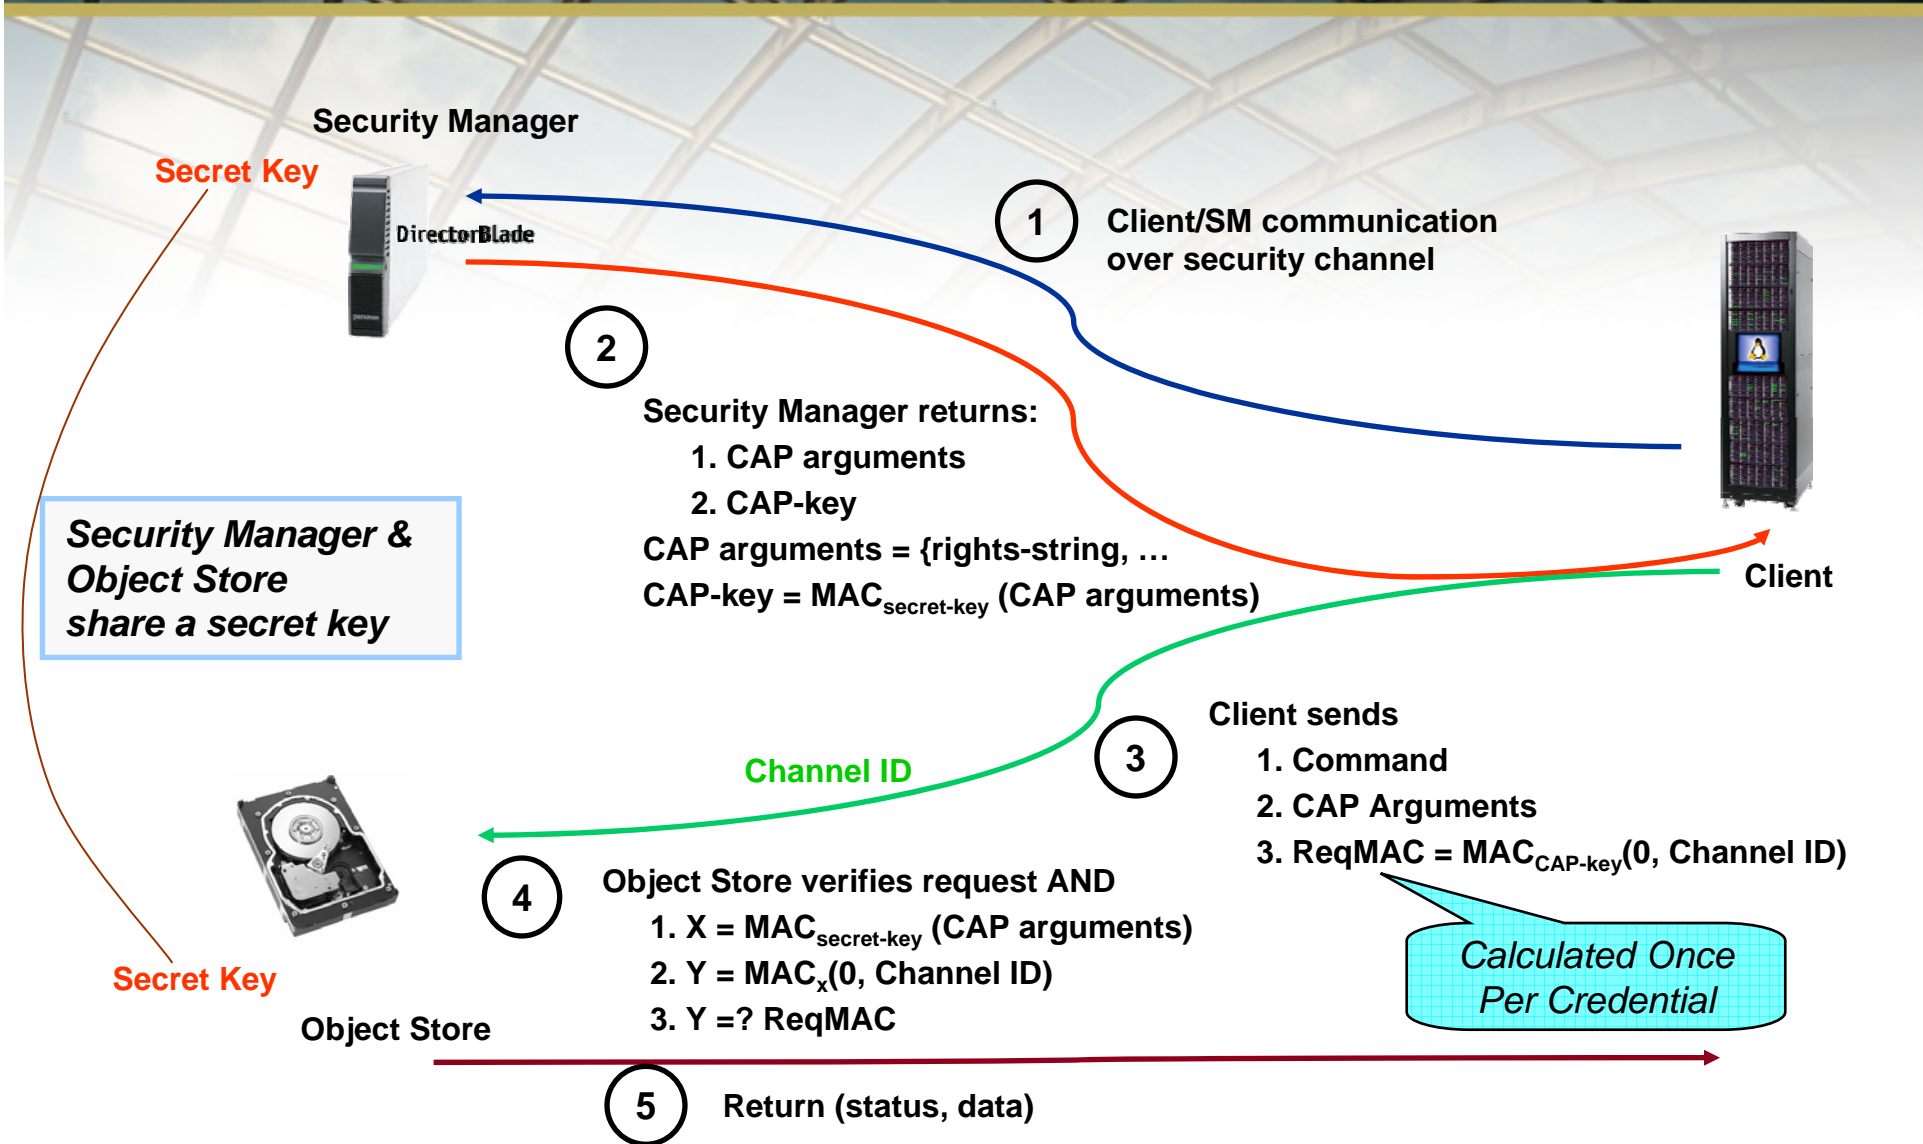 Security Manager
Secret Key
DirectorBlade
panasas
1
Client/SM communication
over security channel
2
Security Manager returns:
1. CAP arguments
2. CAP-key
CAP arguments = {rights-string, …
CAP-key = MACsecret-key (CAP arguments)
Client
Security Manager &
Object Store
share a secret key
Channel ID
3
Client sends
1. Command
2. CAP Arguments
3. ReqMAC = MACCAP-key(0, Channel ID)
Calculated Once
Per Credential
4
Object Store verifies request AND
1. X = MACsecret-key (CAP arguments)
2. Y = MACx(0, Channel ID)
3. Y =? ReqMAC
Secret Key
Object Store
5
Return (status, data)